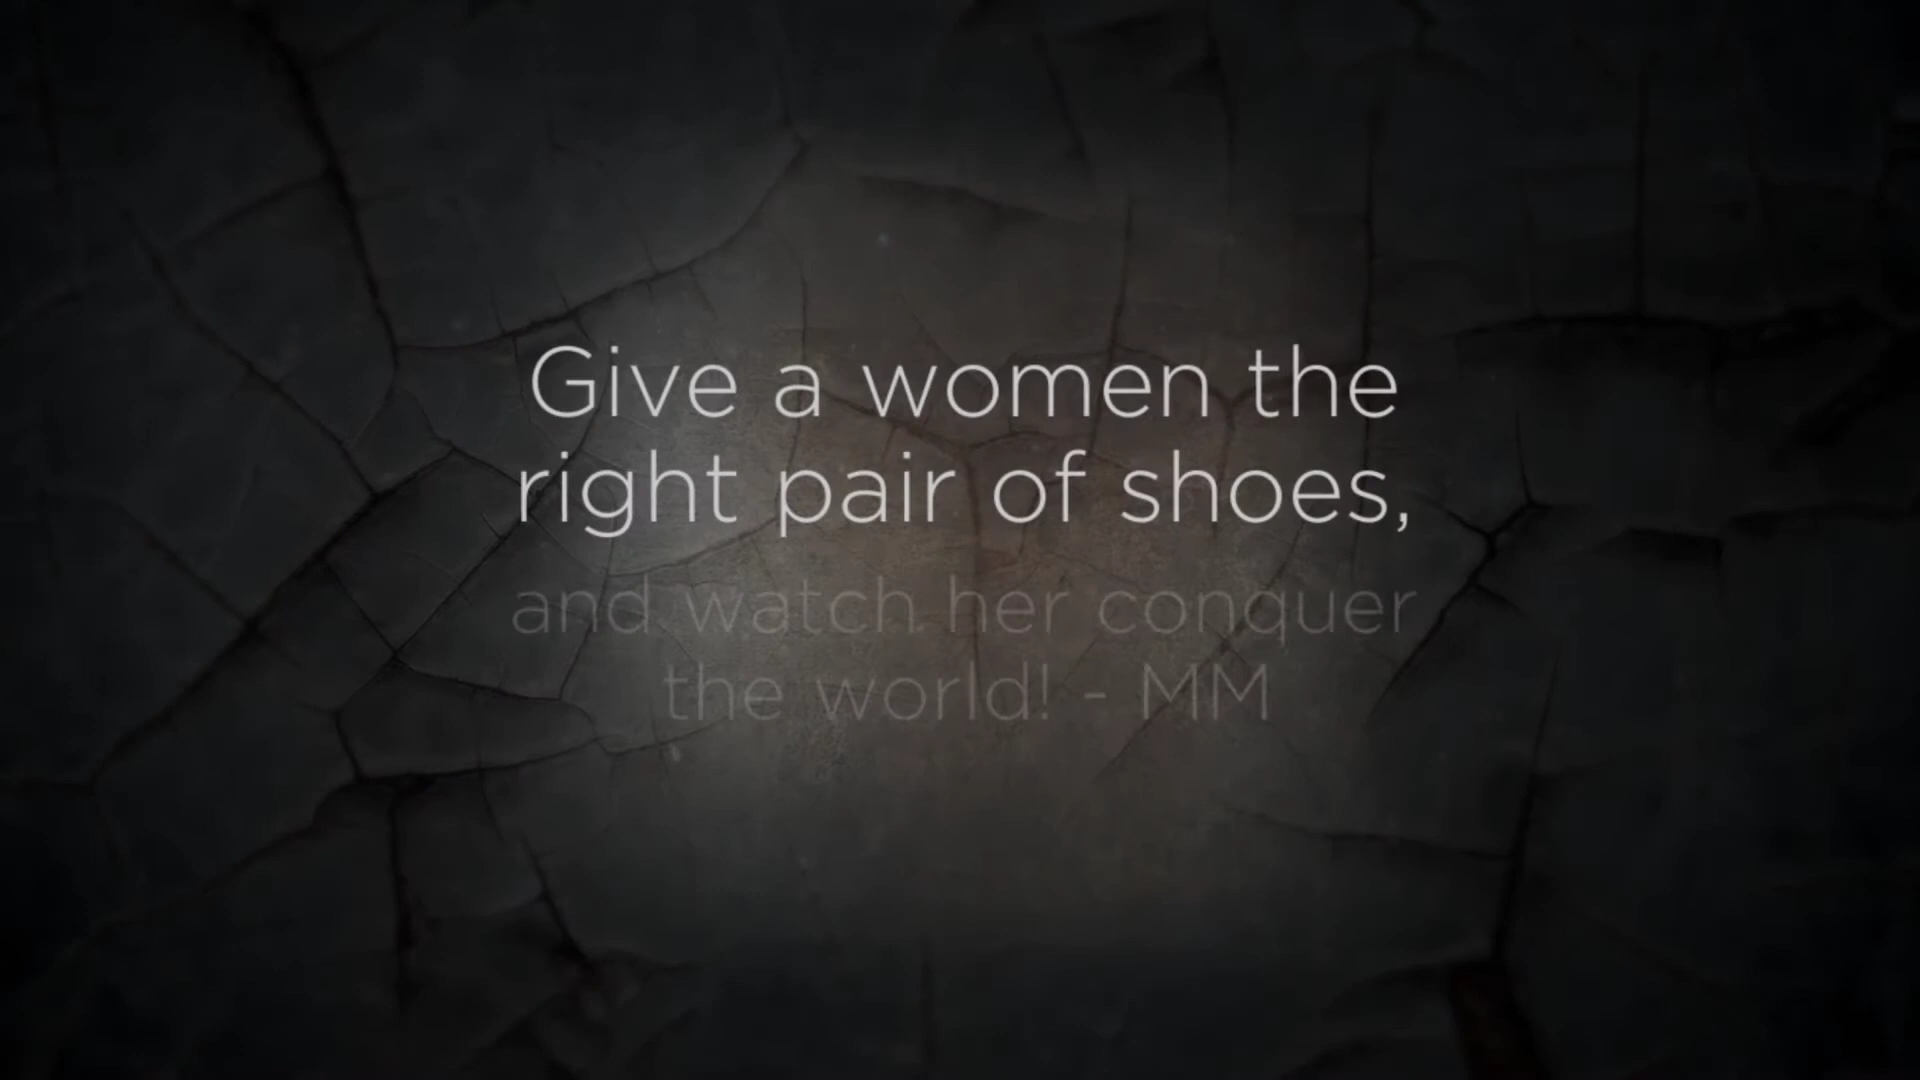 Give a women the
right pair of shoes,
and watch her conquer
the world! - MM